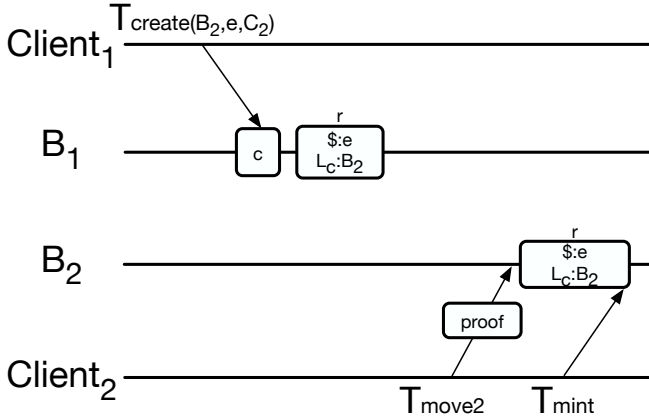 Tcreate(B2,e,C2)
Client1
r
$:e
B1
c
Lc:B2
r
$:e
B2
Lc:B2
proof
Client2
Tmove2
Tmint